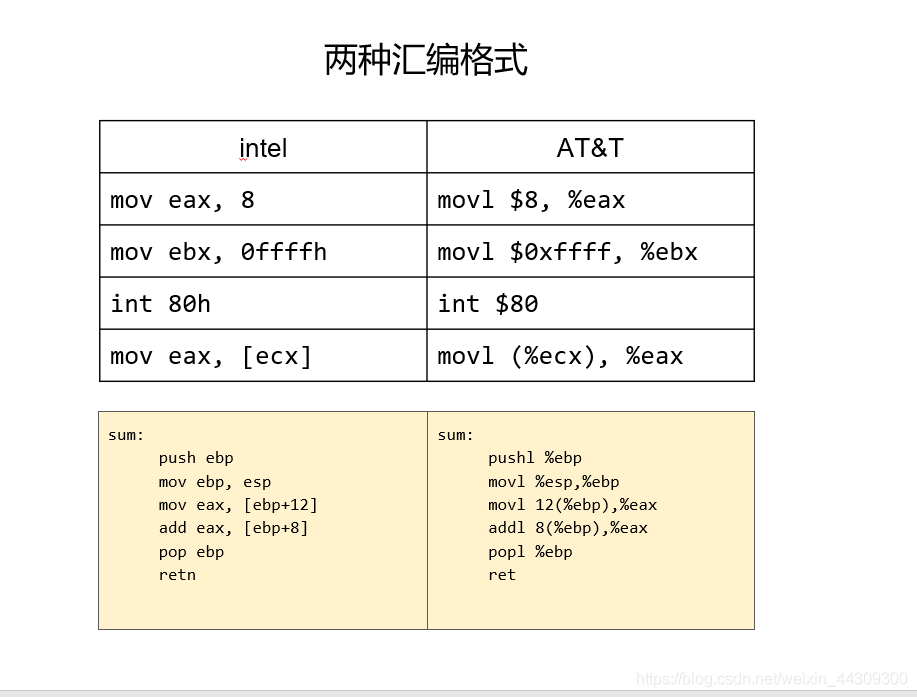 两种汇编格式
intel AT&T
mov eax, 8 movl $8, %eax
mov ebx, 0ffffh movl $0xffff, %ebx
int 80h int $80
mov eax, [ecx] movl (%ecx), %eax
sum:
push ebp
mov ebp, esp
mov eax, [ebp+12]
add eax, [ebp+8]
pop ebp
retn
sum:
pushl %ebp
movl %esp,%ebp
movl 12(%ebp),%eax
addl 8(%ebp),%eax
popl %ebp
ret
https://blog.csdn.net/weixin_44309300